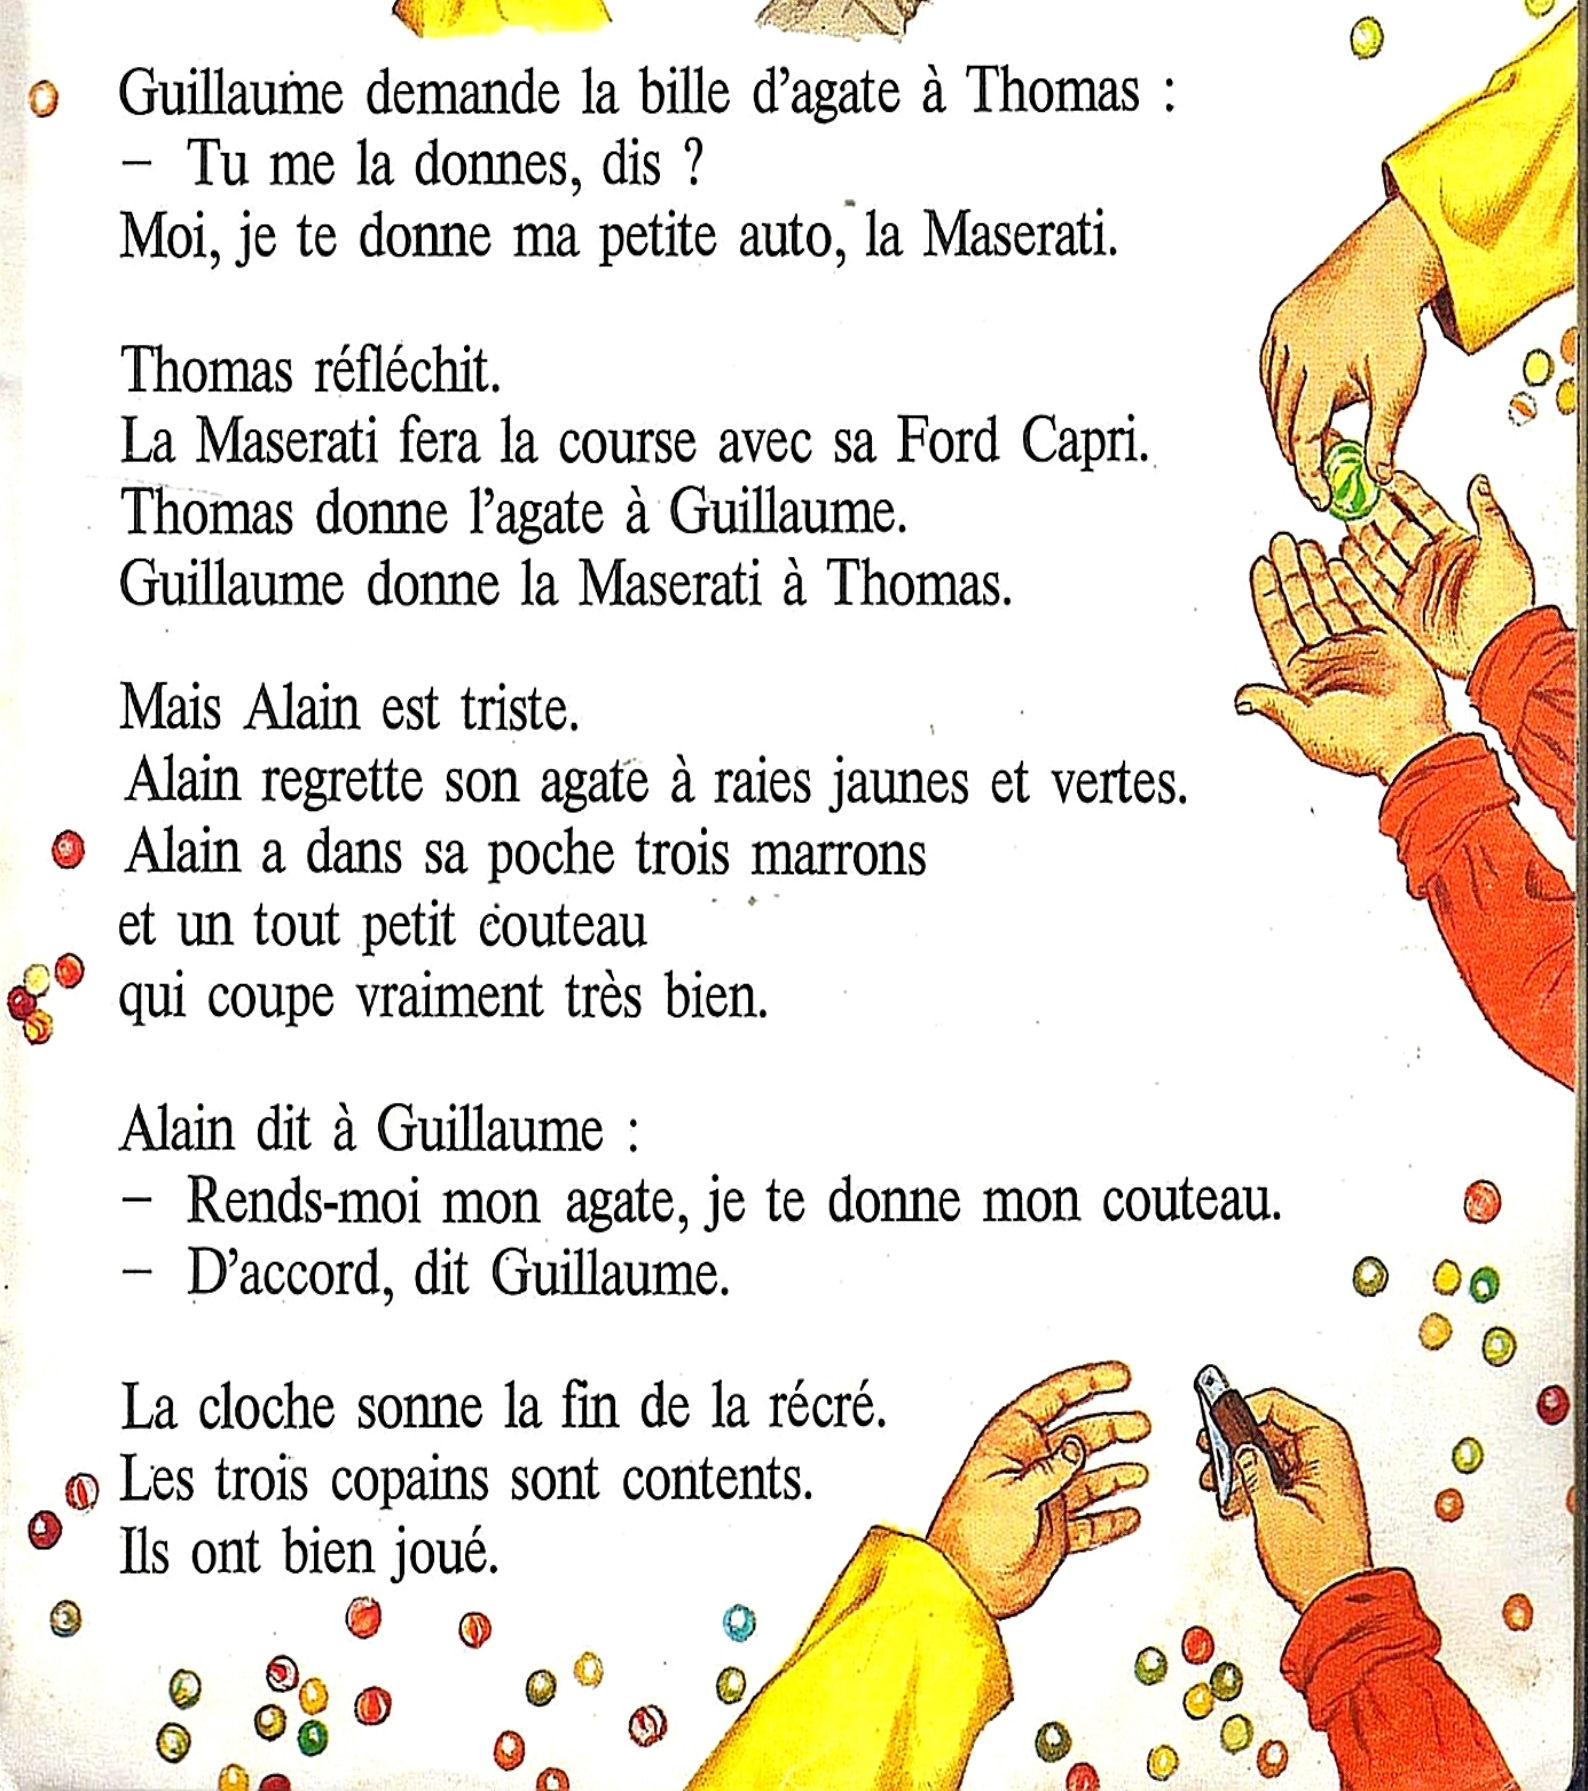 Guillaume demande la bille d'agate à Thomas :
– Tu me la donnes, dis ?
Moi, je te donne ma petite auto, la Maserati.
Thomas réfléchit.
La Maserati fera la course avec sa Ford Capri.
Thomas donne l'agate à Guillaume.
Guillaume donne la Maserati à Thomas.
Mais Alain est triste.
Alain regrette son agate à raies jaunes et vertes.
Alain a dans sa poche trois marrons
et un tout petit couteau
qui coupe vraiment très bien.
Alain dit à Guillaume :
– Rends-moi mon agate, je te donne mon couteau.
– D'accord, dit Guillaume.
La cloche sonne la fin de la récré.
Les trois copains sont contents.
Ils ont bien joué.